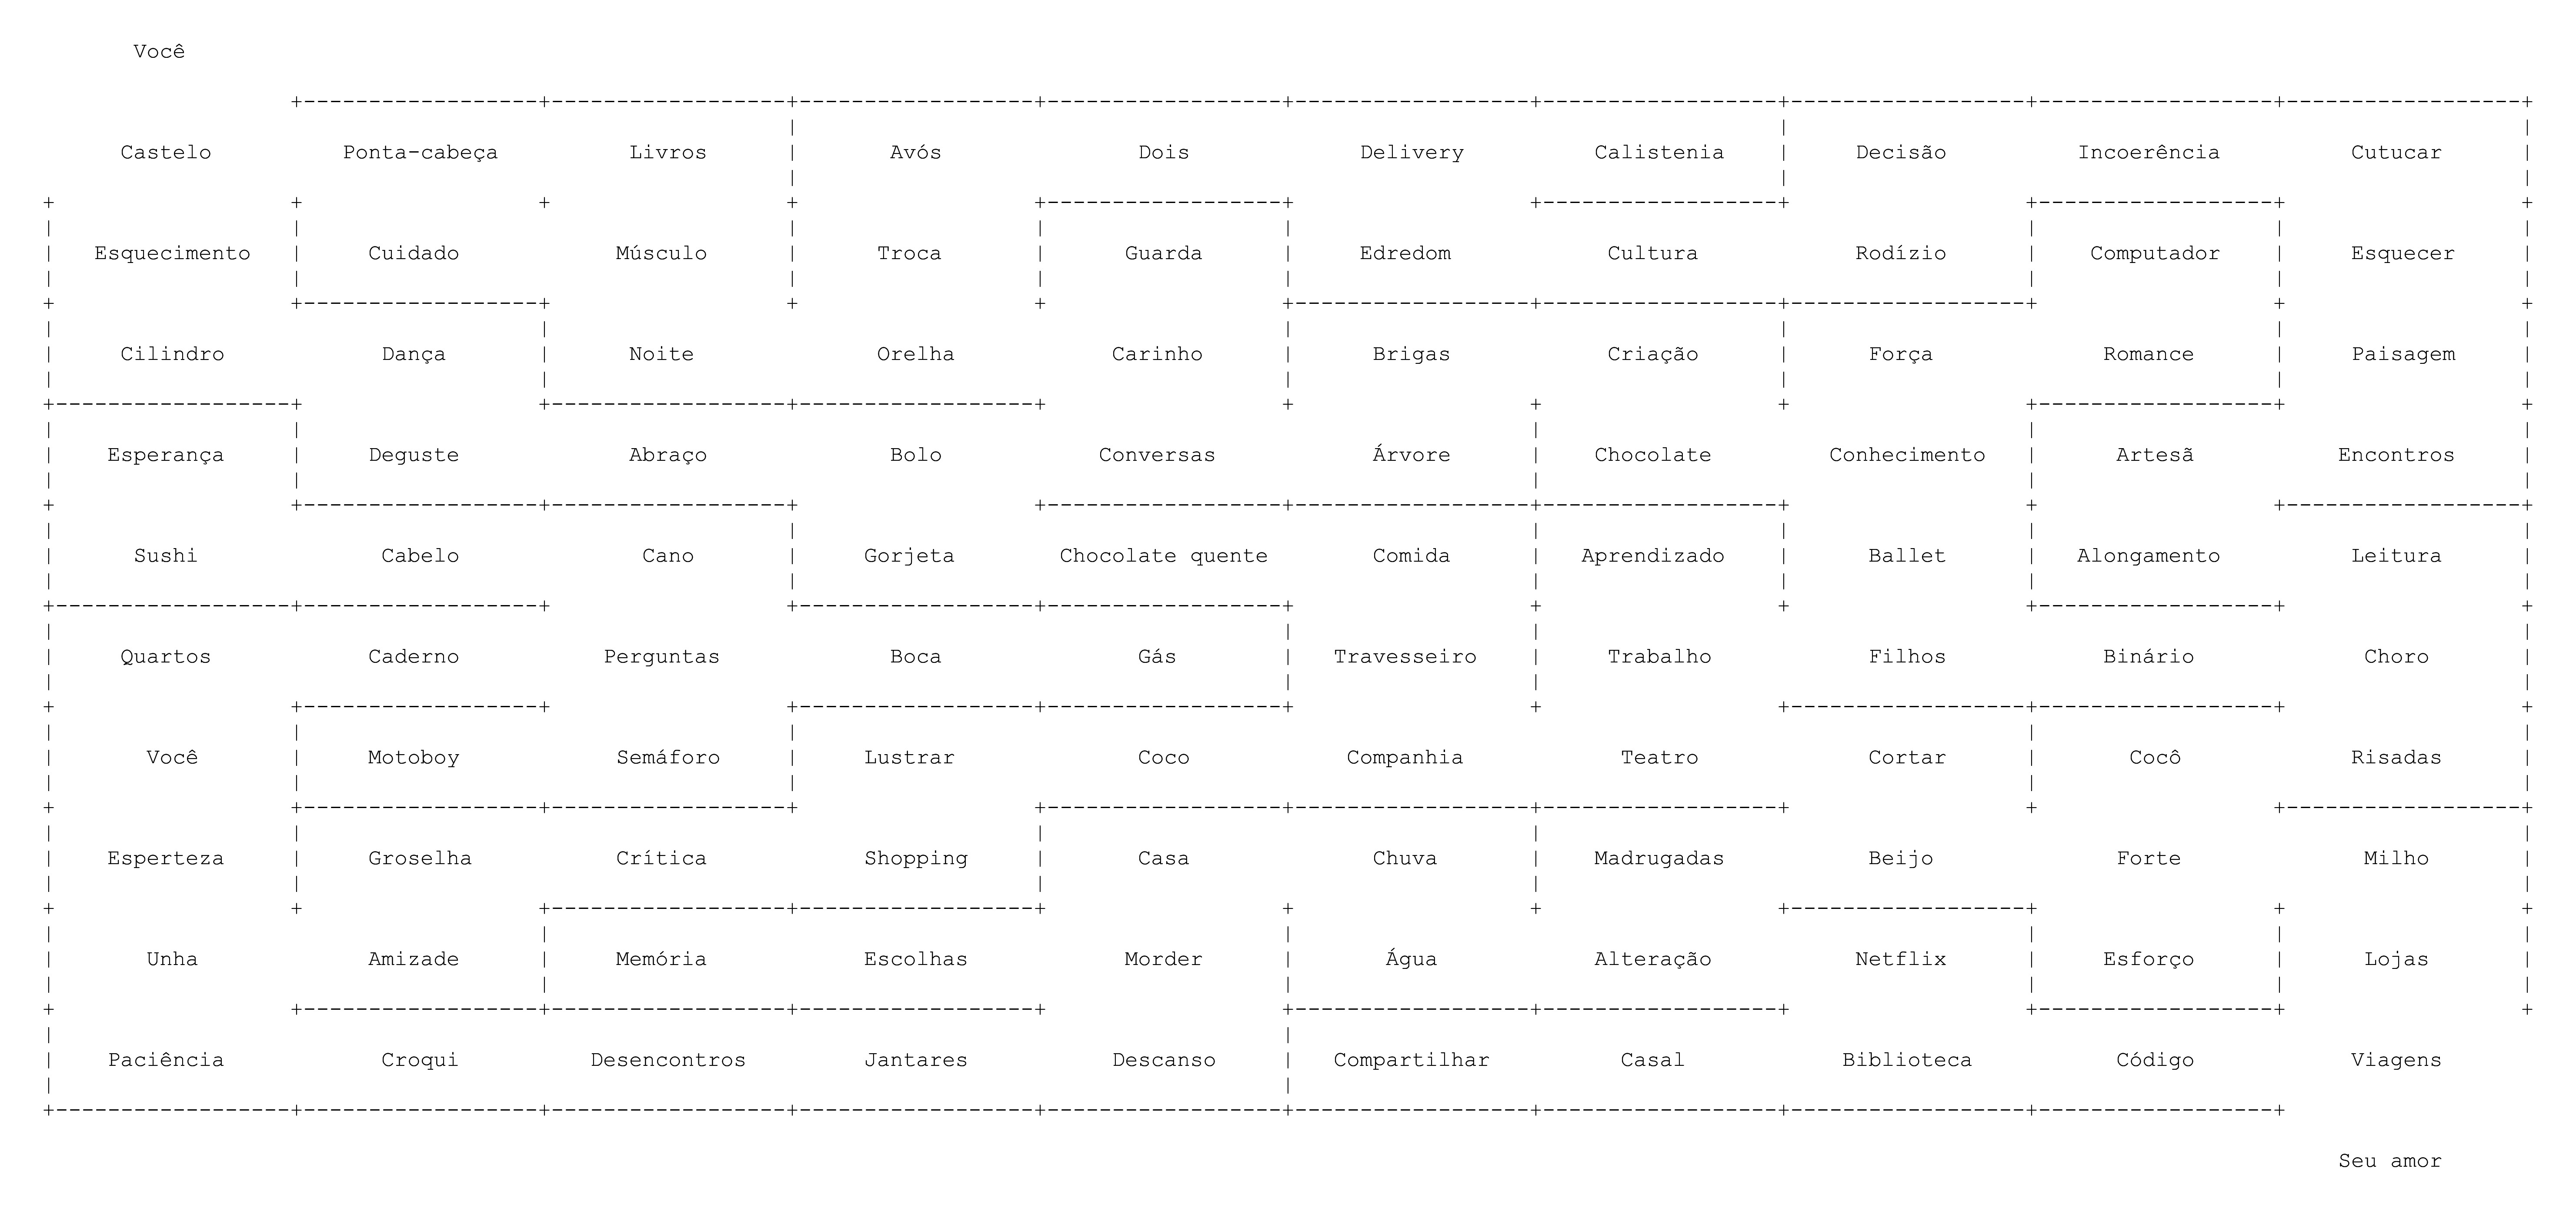 Você
Castelo Ponta-cabeça Livros Avós Dois Delivery Calistenia Decisão Incoerência Cutucar
Esquecimento Cuidado Músculo Troca Guarda Edredom Cultura Rodízio Computador Esquecer
Cilindro Dança Noite Orelha Carinho Brigas Criação Força Romance Paisagem
Esperança Deguste Abraço Bolo Conversas Árvore Chocolate Conhecimento Artesã Encontros
Sushi Cabelo Cano Gorjeta Chocolate quente Comida Aprendizado Ballet Alongamento Leitura
Quartos Caderno Perguntas Boca Gás Travesseiro Trabalho Filhos Binário Choro
Você Motoboy Semáforo Lustrar Coco Companhia Teatro Cortar Cocô Risadas
Esperteza Groselha Crítica Shopping Casa Chuva Madrugadas Beijo Forte Milho
Unha Amizade Memória Escolhas Morder Água Alteração Netflix Esforço Lojas
Paciência Croqui Desencontros Jantares Descanso Compartilhar Casal Biblioteca Código Viagens
Seu amor